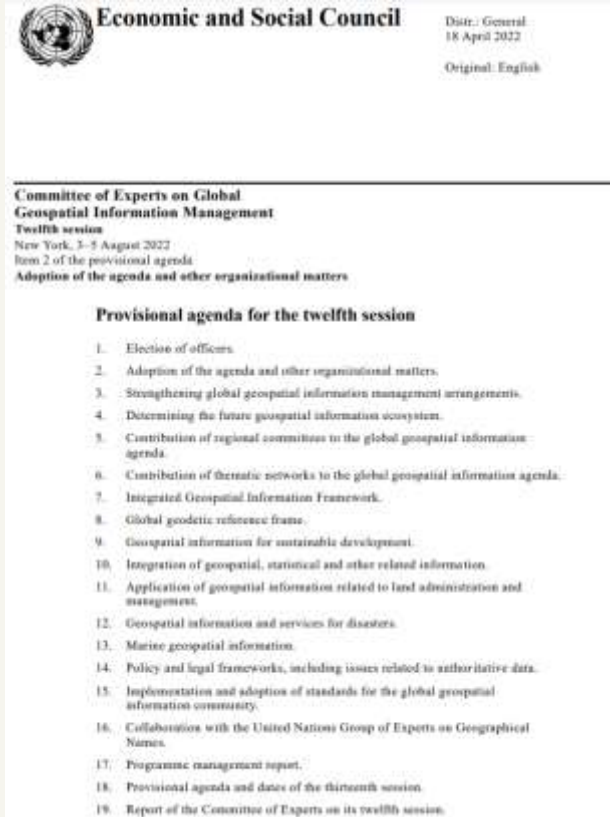 Economic and Social Council
Distr.: General
18 April 2022
Original: English
Committee of Experts on Global
Geospatial Information Management
Twelfth session
New York, 3–5 August 2022
Item 2 of the provisional agenda
Adoption of the agenda and other organizational matters
Provisional agenda for the twelfth session
1. Election of officers.
2. Adoption of the agenda and other organizational matters.
3. Strengthening global geospatial information management arrangements.
4. Determining the future geospatial information ecosystem.
5. Contribution of regional committees to the global geospatial information
agenda.
6. Contribution of thematic networks to the global geospatial information agenda.
7. Integrated Geospatial Information Framework.
8. Global geodetic reference frame.
9. Geospatial information for sustainable development.
10. Integration of geospatial, statistical and other related information.
11. Application of geospatial information related to land administration and
management.
12. Geospatial information and services for disasters.
13. Marine geospatial information.
14. Policy and legal frameworks, including issues related to authoritative data.
15. Implementation and adoption of standards for the global geospatial
information community.
16. Collaboration with the United Nations Group of Experts on Geographical
Names.
17. Programme management report.
18. Provisional agenda and dates of the thirteenth session.
19. Report of the Committee of Experts on its twelfth session.